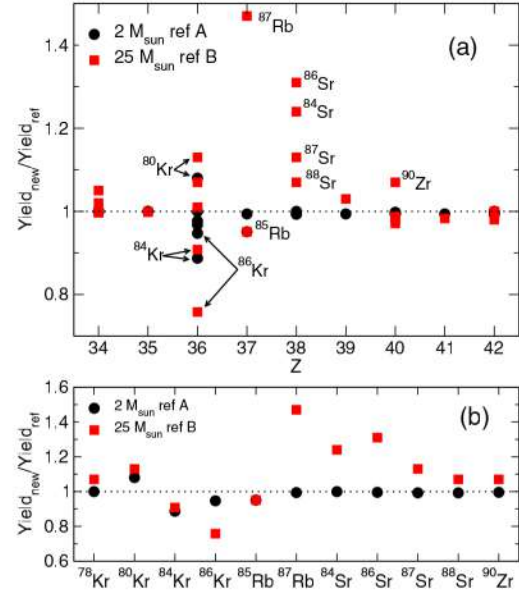 Yield_new/Yield_ref
1.4
1.2
1
0.8
2 M_sun ref A
25 M_sun ref B
(a)
⁸⁷Rb
⁸⁶Sr
⁸⁴Sr
⁸⁷Sr
⁸⁸Sr
⁹⁰Zr
⁸⁰Kr
⁸⁵Rb
⁸⁴Kr
⁸⁶Kr
34 35 36 37 38 39 40 41 42
Z
Yield_new/Yield_ref
1.6
1.4
1.2
1
0.8
0.6
2 M_sun ref A
25 M_sun ref B
(b)
⁷⁸Kr ⁸⁰Kr ⁸⁴Kr ⁸⁶Kr ⁸⁵Rb ⁸⁷Rb ⁸⁴Sr ⁸⁶Sr ⁸⁷Sr ⁸⁸Sr ⁹⁰Zr